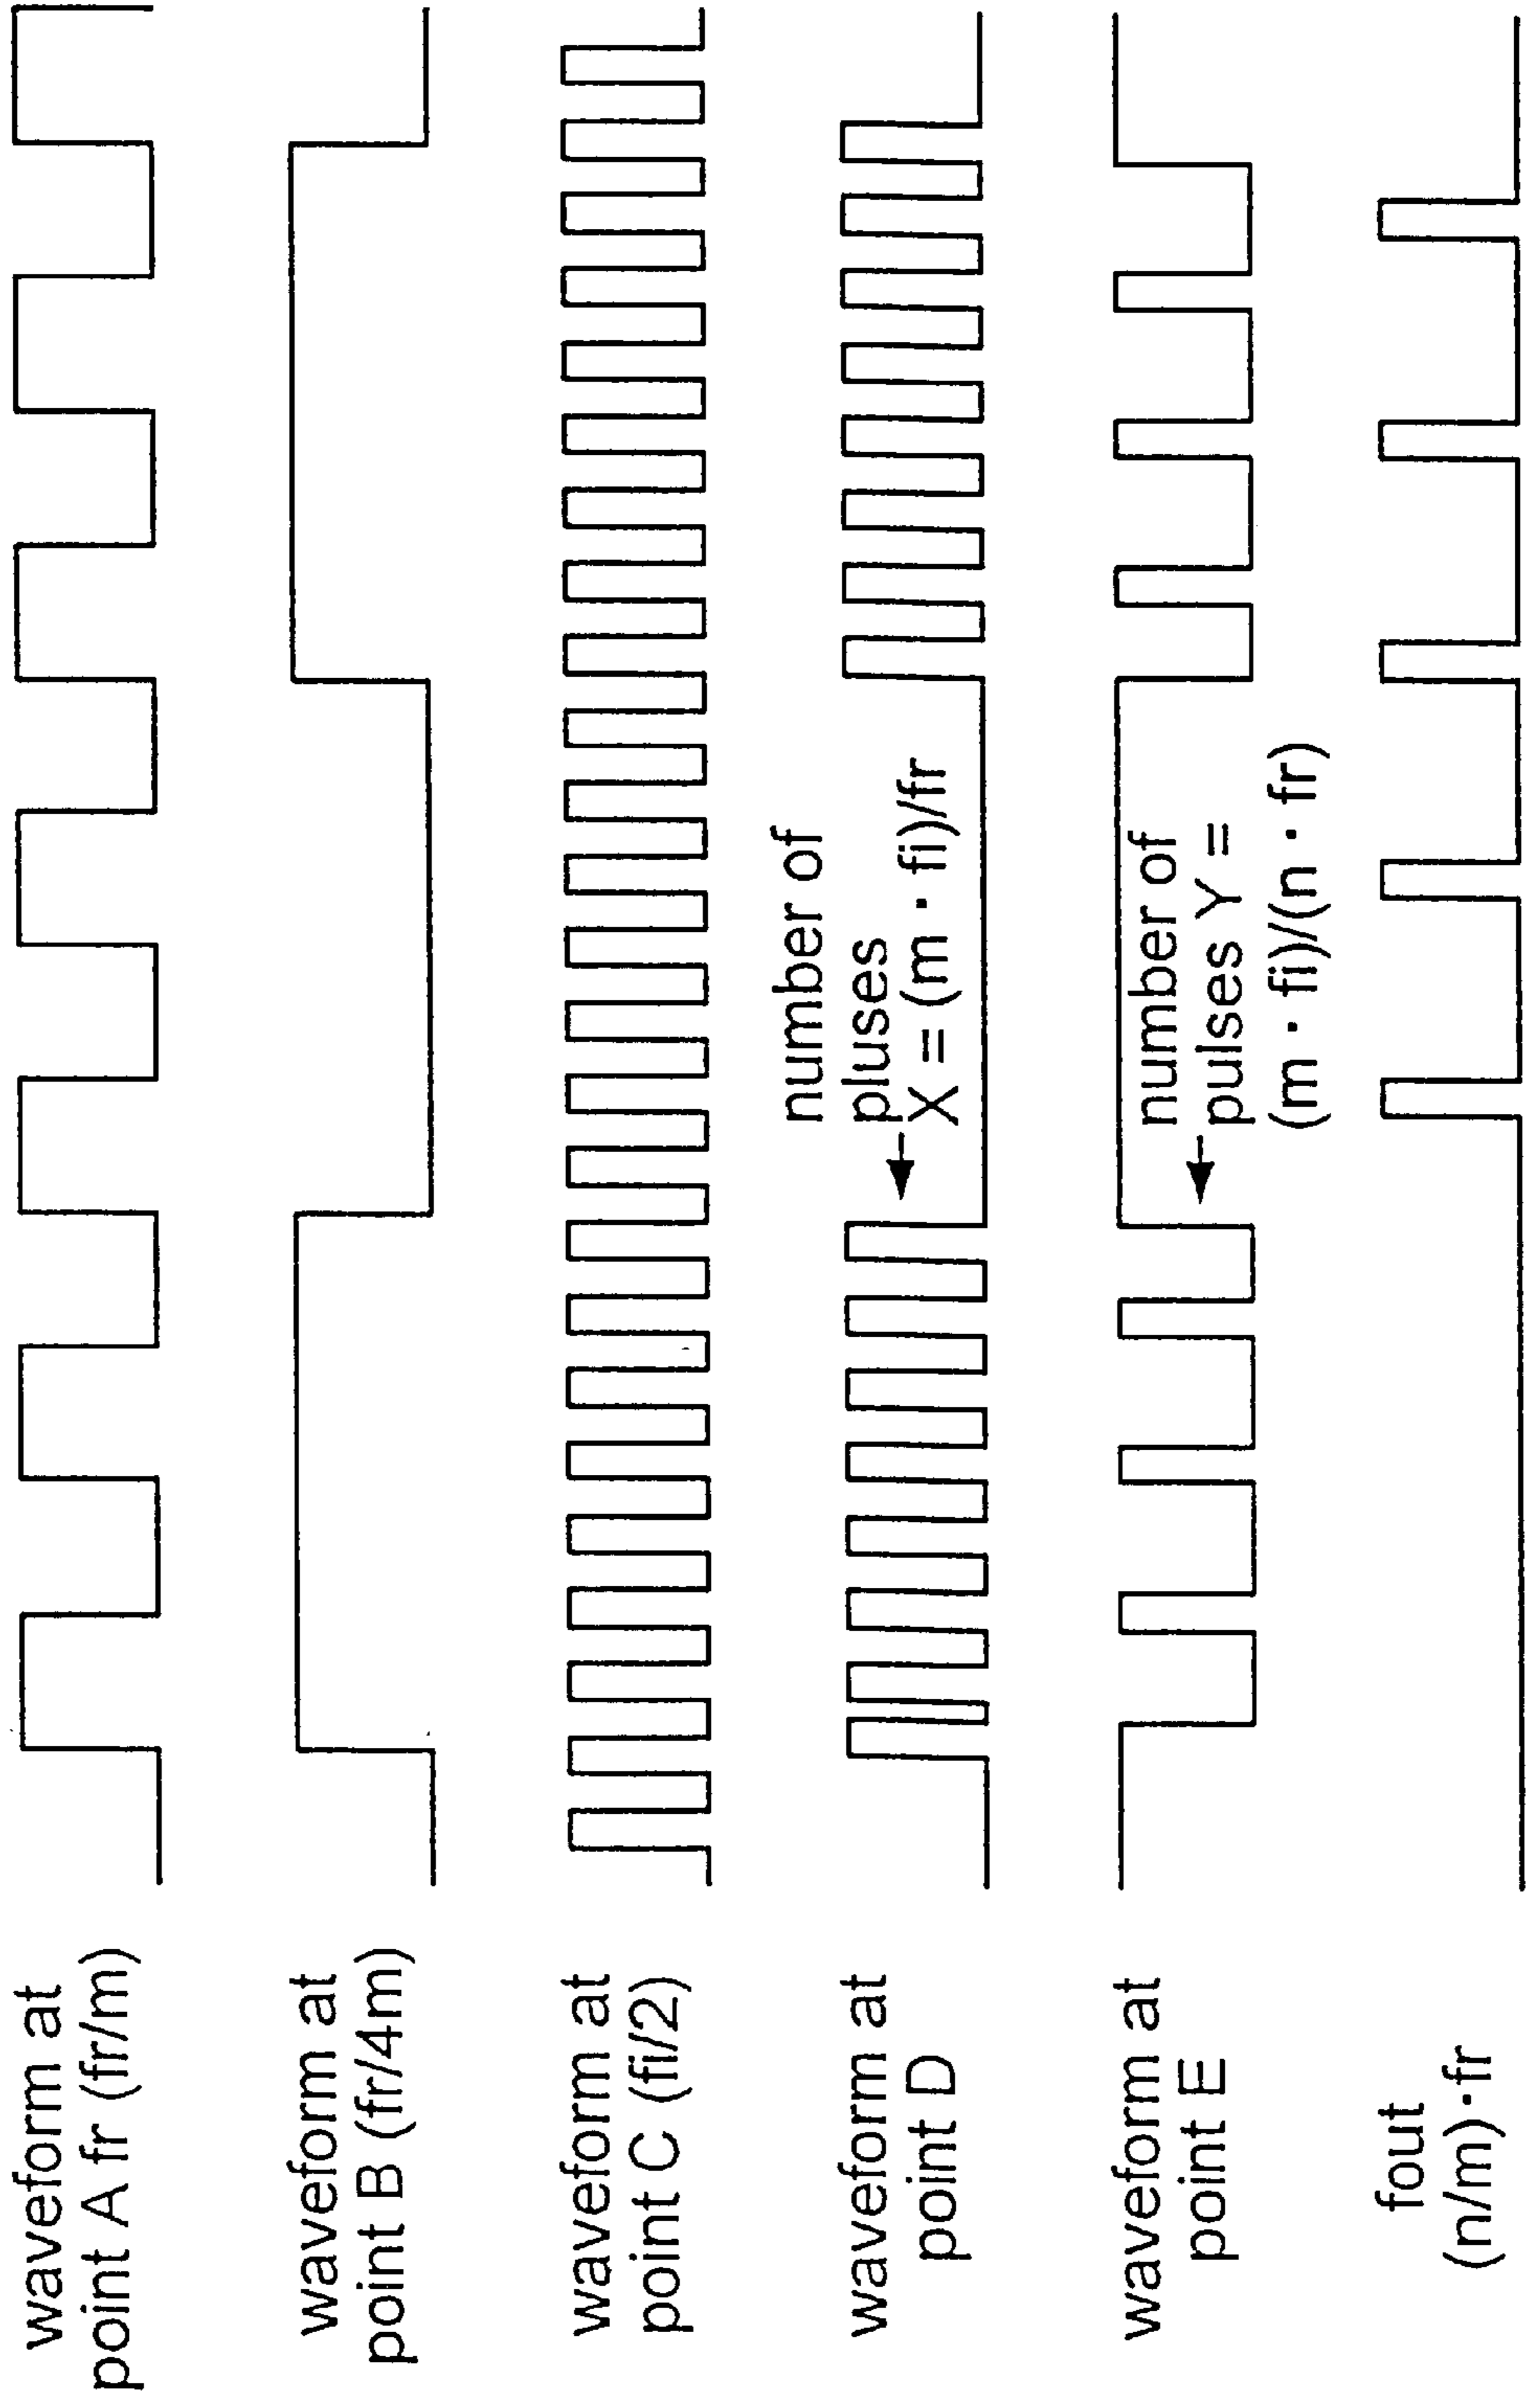 waveform at
point A fr (fr/m)
waveform at
point B (fr/4m)
waveform at
point C (fi/2)
waveform at
point D
number of
pluses
X = (m · fi)/fr
waveform at
point E
number of
pulses Y =
(m · fi)/(n · fr)
fout
(n/m)·fr